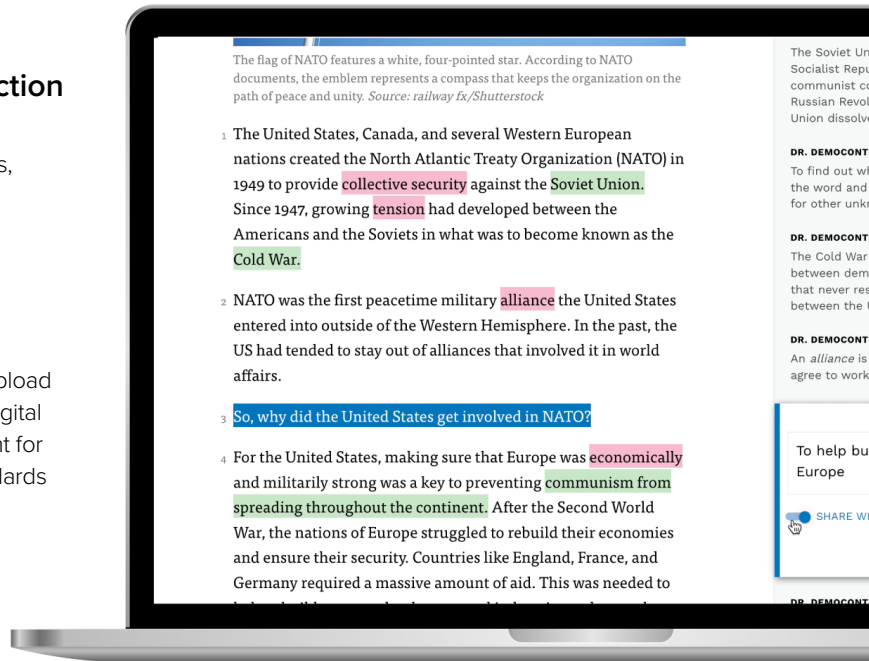 ction
s,
pload
gital
nt for
lards
The flag of NATO features a white, four-pointed star. According to NATO
documents, the emblem represents a compass that keeps the organization on the
path of peace and unity. Source: railway fx/Shutterstock
1 The United States, Canada, and several Western European
nations created the North Atlantic Treaty Organization (NATO) in
1949 to provide collective security against the Soviet Union.
Since 1947, growing tension had developed between the
Americans and the Soviets in what was to become known as the
Cold War.
2 NATO was the first peacetime military alliance the United States
entered into outside of the Western Hemisphere. In the past, the
US had tended to stay out of alliances that involved it in world
affairs.
3 So, why did the United States get involved in NATO?
4 For the United States, making sure that Europe was economically
and militarily strong was a key to preventing communism from
spreading throughout the continent. After the Second World
War, the nations of Europe struggled to rebuild their economies
and ensure their security. Countries like England, France, and
Germany required a massive amount of aid. This was needed to
The Soviet Un
Socialist Repu
communist co
Russian Revol
Union dissolve
DR. DEMOCONT
To find out wh
the word and
for other unkn
DR. DEMOCONT
The Cold War
between dem
that never res
between the U
DR. DEMOCONT
An alliance is
agree to work
To help bu
Europe
SHARE WI
DR. DEMOCONT